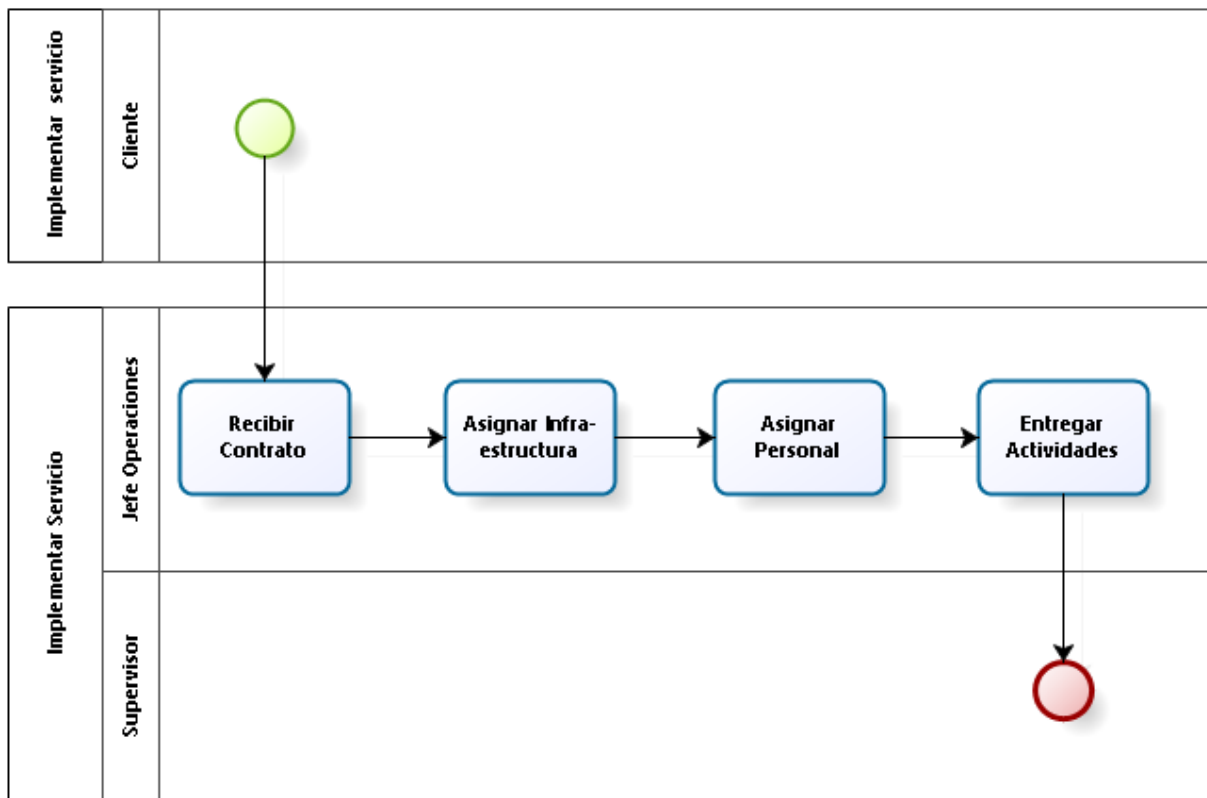 Implementar servicio
Cliente
Implementar Servicio
Jefe Operaciones
Recibir
Contrato
Asignar Infra-
estructura
Asignar
Personal
Entregar
Actividades
Supervisor